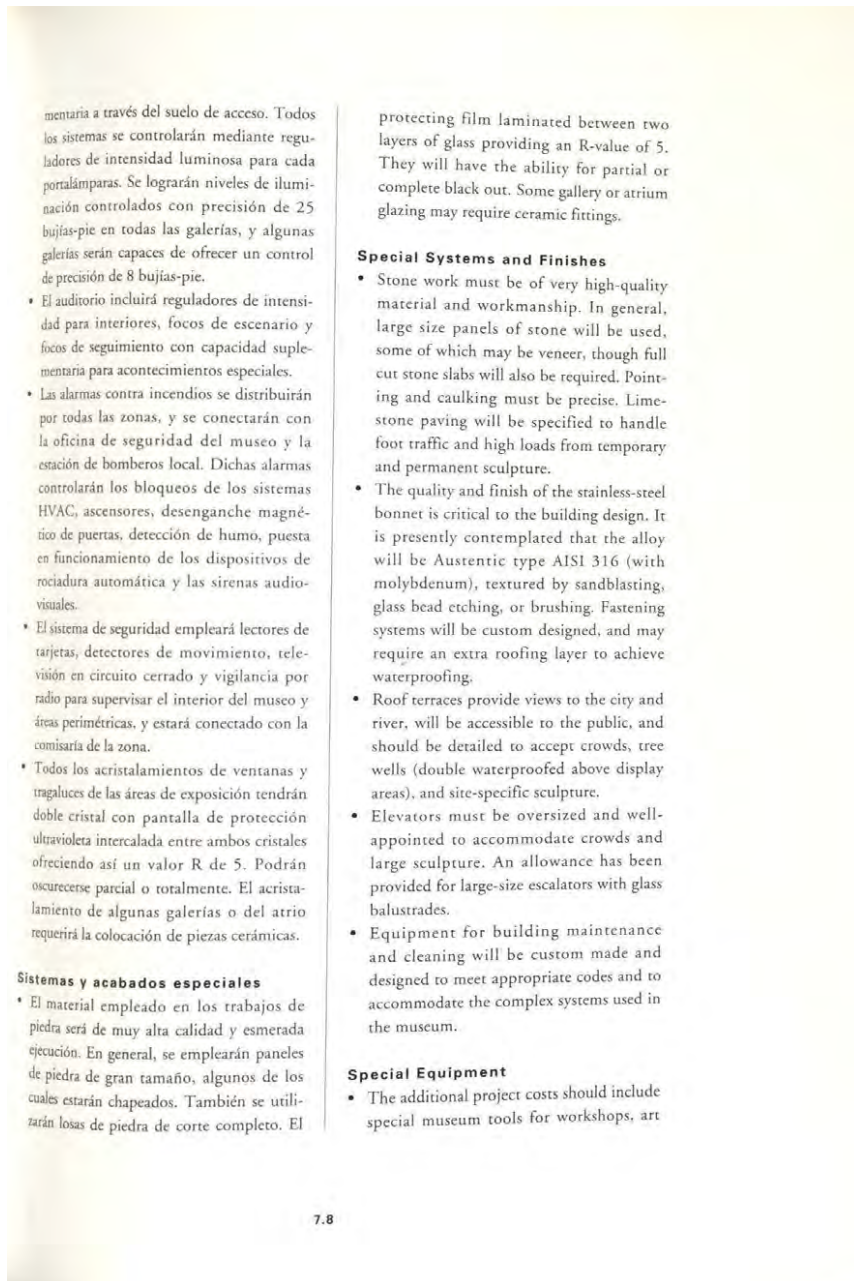 mentaria a través del suelo de acceso. Todos
los sistemas se controlarán mediante regu-
ladores de intensidad luminosa para cada
portalámparas. Se lograrán niveles de ilumi-
nación controlados con precisión de 25
bujías-pie en todas las galerías, y algunas
galerías serán capaces de ofrecer un control
de precisión de 8 bujías-pie.
• El auditorio incluirá reguladores de intensi-
dad para interiores, focos de escenario y
focos de seguimiento con capacidad suple-
mentaria para acontecimientos especiales.
• Las alarmas contra incendios se distribuirán
por todas las zonas, y se conectarán con
la oficina de seguridad del museo y la
estación de bomberos local. Dichas alarmas
controlarán los bloqueos de los sistemas
HVAC, ascensores, desenganche magné-
tico de puertas, detección de humo, puesta
en funcionamiento de los dispositivos de
rociadura automática y las sirenas audio-
visuales.
• El sistema de seguridad empleará lectores de
tarjetas, detectores de movimiento, tele-
visión en circuito cerrado y vigilancia por
radio para supervisar el interior del museo y
áreas perimétricas, y estará conectado con la
comisaría de la zona.
• Todos los acristalamientos de ventanas y
tragaluces de las áreas de exposición tendrán
doble cristal con pantalla de protección
ultravioleta intercalada entre ambos cristales
ofreciendo así un valor R de 5. Podrán
oscurecerse parcial o totalmente. El acrista-
lamiento de algunas galerías o del atrio
requerirá la colocación de piezas cerámicas.
Sistemas y acabados especiales
• El material empleado en los trabajos de
piedra será de muy alta calidad y esmerada
ejecución. En general, se emplearán paneles
de piedra de gran tamaño, algunos de los
cuales estarán chapeados. También se utili-
zarán losas de piedra de corte completo. El
protecting film laminated between two
layers of glass providing an R-value of 5.
They will have the ability for partial or
complete black out. Some gallery or atrium
glazing may require ceramic fittings.
Special Systems and Finishes
• Stone work must be of very high-quality
material and workmanship. In general,
large size panels of stone will be used,
some of which may be veneer, though full
cut stone slabs will also be required. Point-
ing and caulking must be precise. Lime-
stone paving will be specified to handle
foot traffic and high loads from temporary
and permanent sculpture.
• The quality and finish of the stainless-steel
bonnet is critical to the building design. It
is presently contemplated that the alloy
will be Austentic type AISI 316 (with
molybdenum), textured by sandblasting,
glass bead etching, or brushing. Fastening
systems will be custom designed, and may
require an extra roofing layer to achieve
waterproofing.
• Roof terraces provide views to the city and
river, will be accessible to the public, and
should be detailed to accept crowds, tree
wells (double waterproofed above display
areas), and site-specific sculpture.
• Elevators must be oversized and well-
appointed to accommodate crowds and
large sculpture. An allowance has been
provided for large-size escalators with glass
balustrades.
• Equipment for building maintenance
and cleaning will be custom made and
designed to meet appropriate codes and to
accommodate the complex systems used in
the museum.
Special Equipment
• The additional project costs should include
special museum tools for workshops, art
7.8